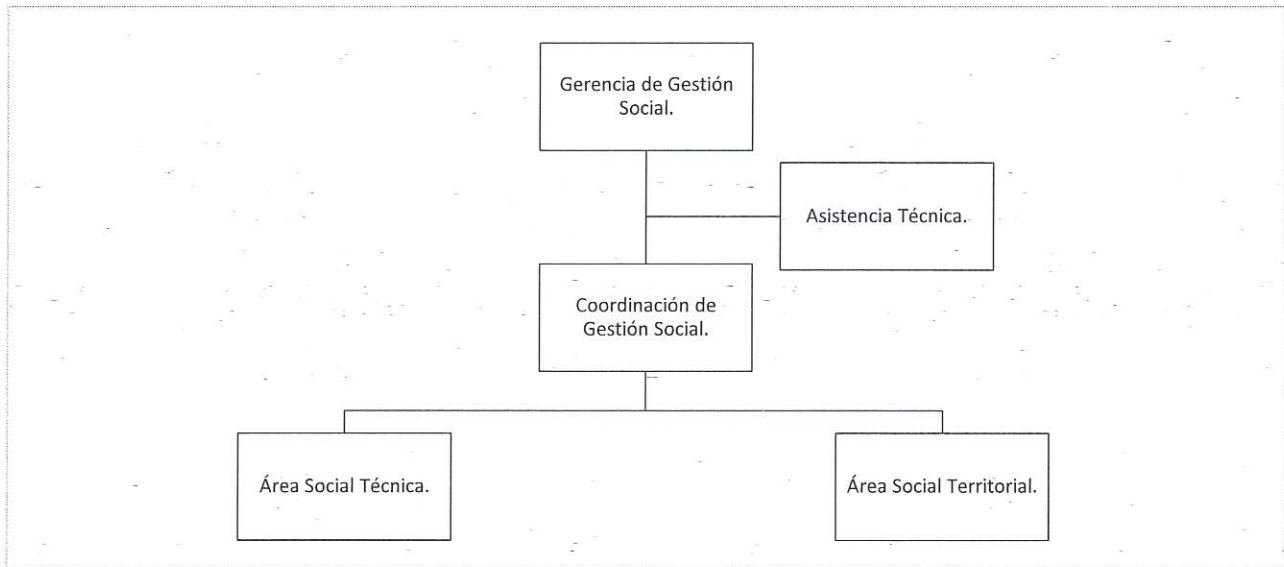 Gerencia de Gestión
Social.
Asistencia Técnica.
Coordinación de
Gestión Social.
Área Social Técnica.
Área Social Territorial.